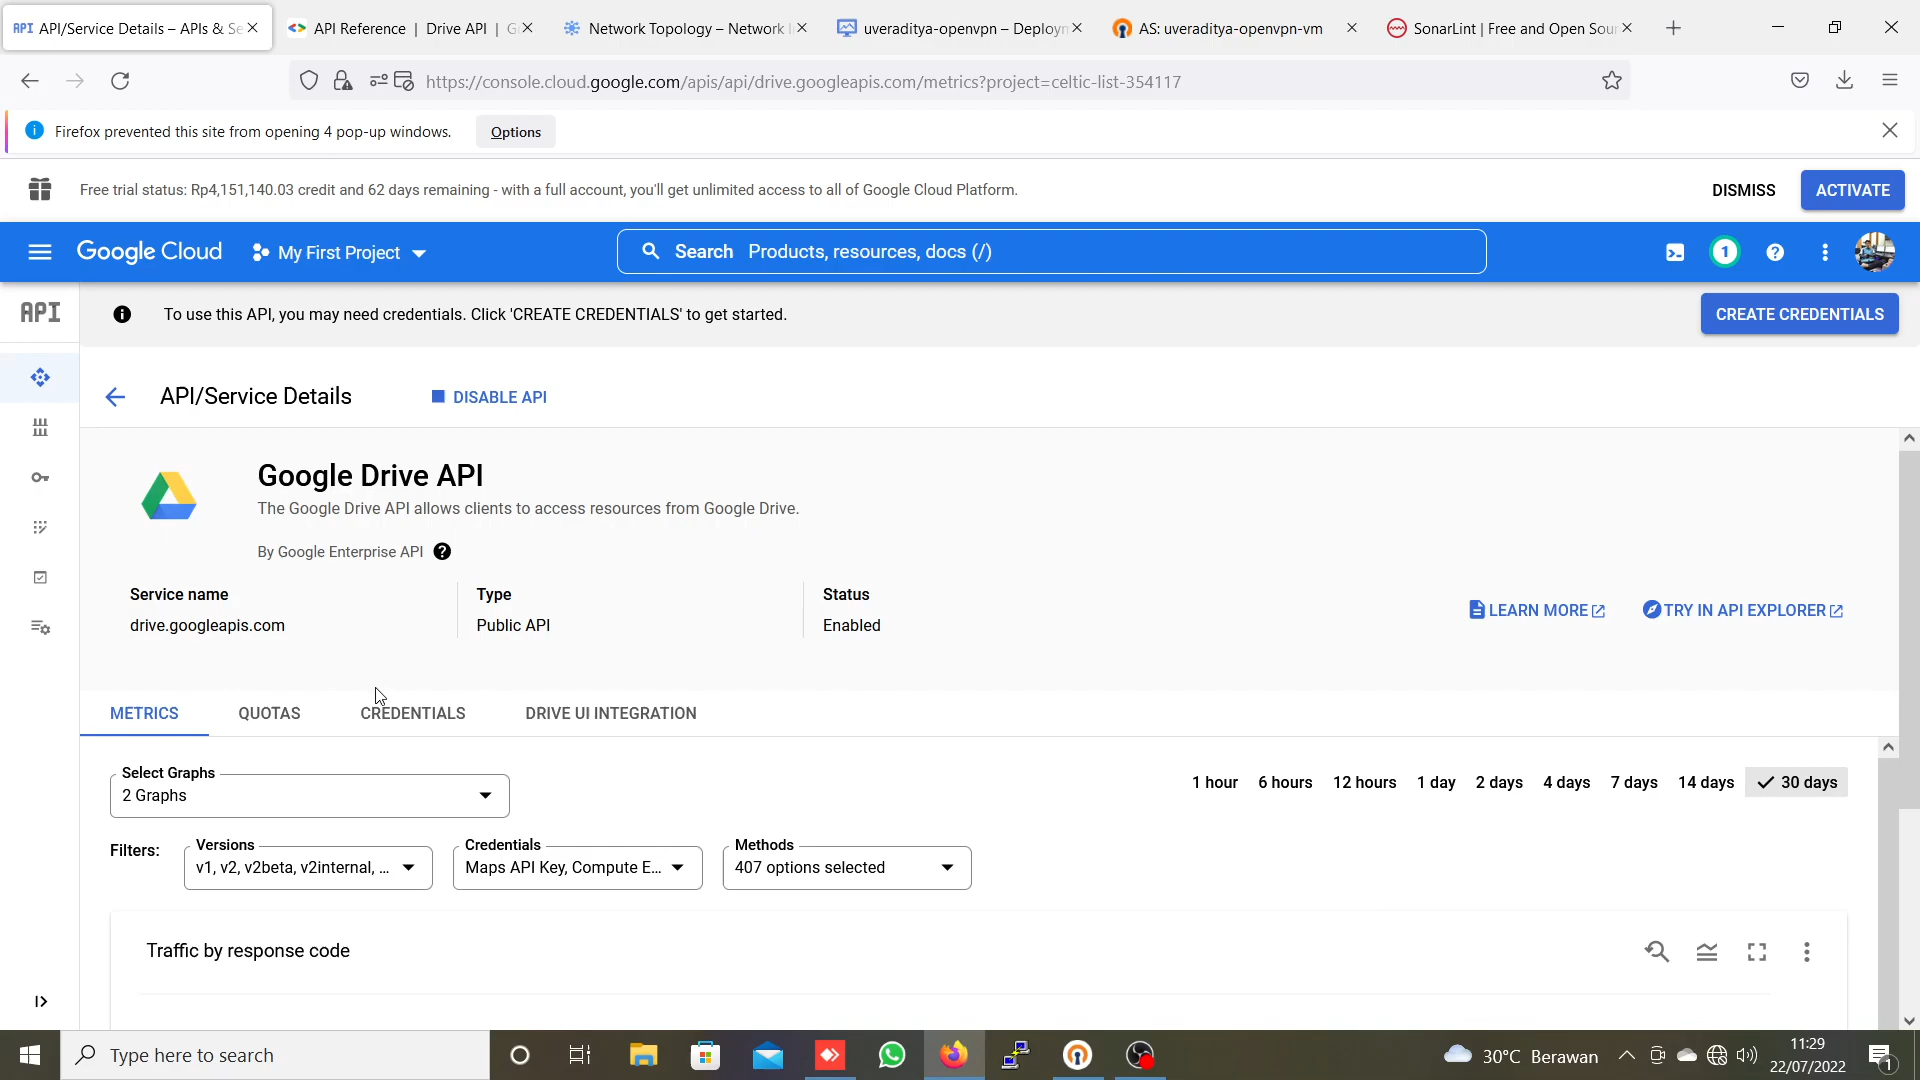 API API/Service Details – APIs & Se
API Reference | Drive API | G
Network Topology – Network I
uveraditya-openvpn – Deployn
AS: uveraditya-openvpn-vm
SonarLint | Free and Open Sour
https://console.cloud.google.com/apis/api/drive.googleapis.com/metrics?project=celtic-list-354117
Firefox prevented this site from opening 4 pop-up windows.
Options
Free trial status: Rp4,151,140.03 credit and 62 days remaining - with a full account, you'll get unlimited access to all of Google Cloud Platform.
DISMISS
ACTIVATE
Google Cloud
My First Project
Search Products, resources, docs (/)
1
API
To use this API, you may need credentials. Click 'CREATE CREDENTIALS' to get started.
CREATE CREDENTIALS
API/Service Details
DISABLE API
Google Drive API
The Google Drive API allows clients to access resources from Google Drive.
By Google Enterprise API
Service name
drive.googleapis.com
Type
Public API
Status
Enabled
LEARN MORE
TRY IN API EXPLORER
METRICS
QUOTAS
CREDENTIALS
DRIVE UI INTEGRATION
Select Graphs
2 Graphs
1 hour
6 hours
12 hours
1 day
2 days
4 days
7 days
14 days
30 days
Filters:
Versions
v1, v2, v2beta, v2internal, ...
Credentials
Maps API Key, Compute E...
Methods
407 options selected
Traffic by response code
Type here to search
30°C Berawan
11:29
22/07/2022
1